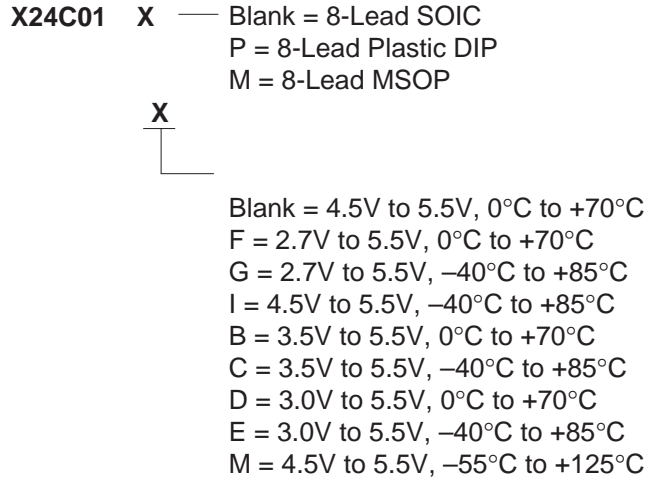 X24C01 X Blank = 8-Lead SOIC
P = 8-Lead Plastic DIP
M = 8-Lead MSOP
X
Blank = 4.5V to 5.5V, 0°C to +70°C
F = 2.7V to 5.5V, 0°C to +70°C
G = 2.7V to 5.5V, –40°C to +85°C
I = 4.5V to 5.5V, –40°C to +85°C
B = 3.5V to 5.5V, 0°C to +70°C
C = 3.5V to 5.5V, –40°C to +85°C
D = 3.0V to 5.5V, 0°C to +70°C
E = 3.0V to 5.5V, –40°C to +85°C
M = 4.5V to 5.5V, –55°C to +125°C